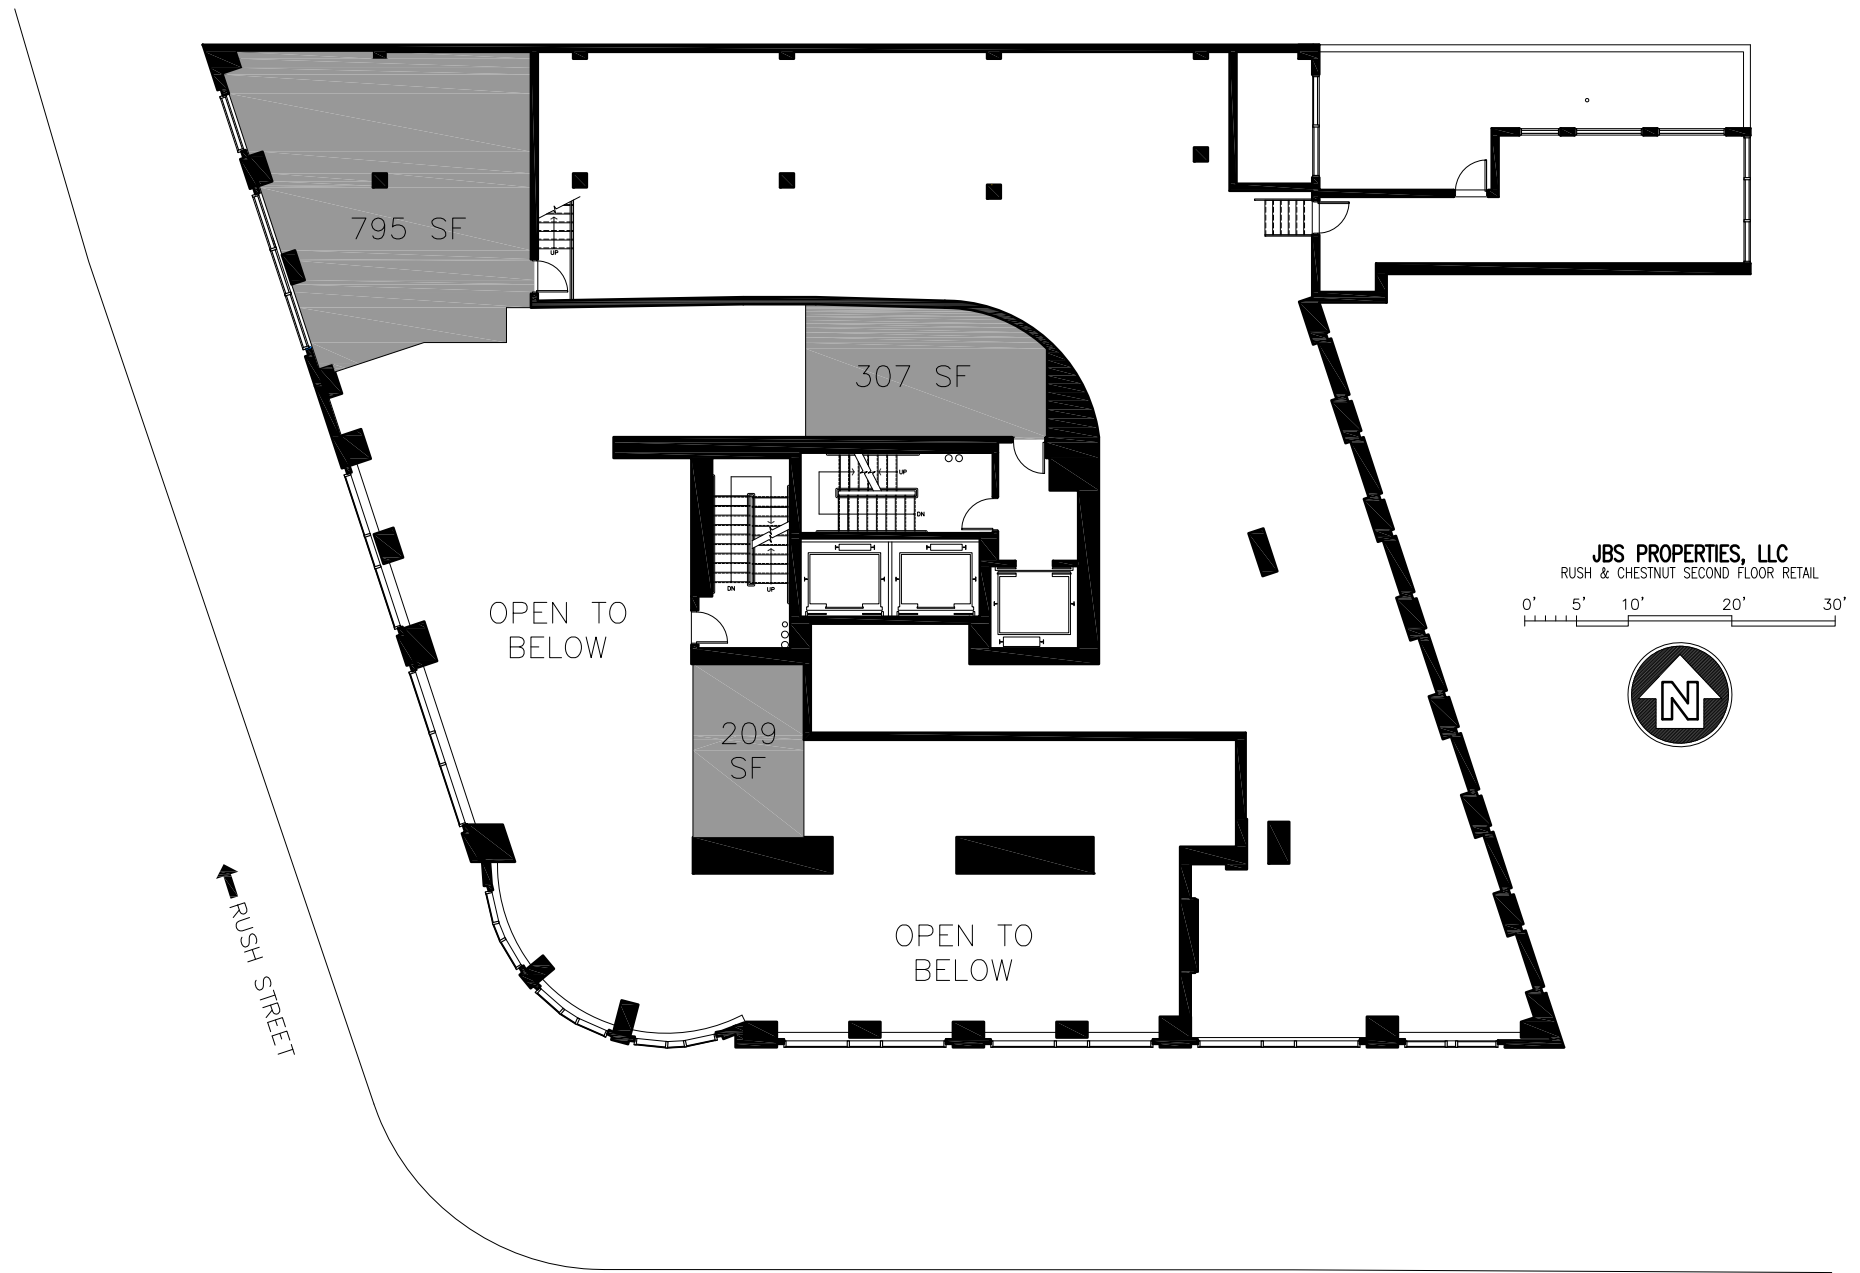 795 SF
UP
307 SF
UP
DN
DN
UP
OPEN TO
BELOW
JBS PROPERTIES, LLC
RUSH & CHESTNUT SECOND FLOOR RETAIL
0' 5' 10' 20' 30'
N
209
SF
RUSH STREET
OPEN TO
BELOW